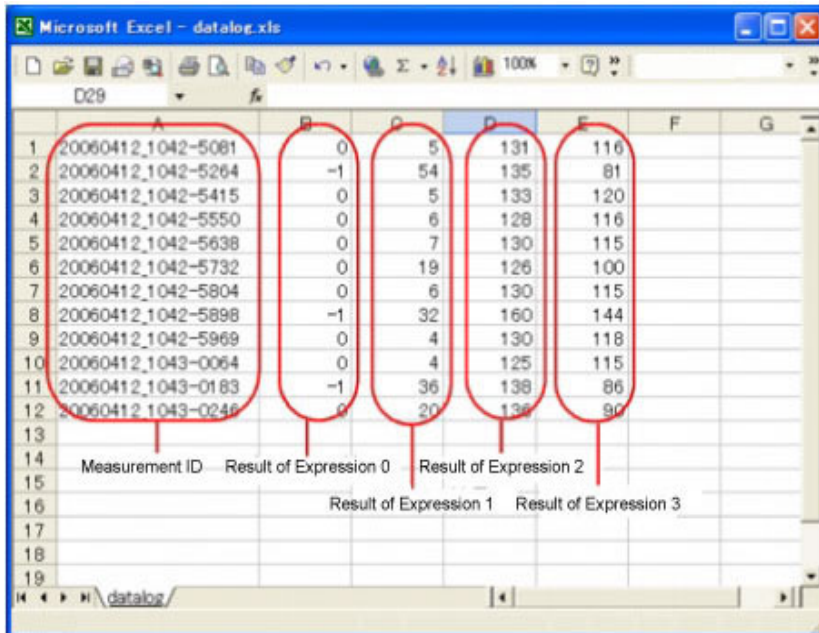 Microsoft Excel - datalog.xls
Σ 100% » »
D29 fx
A B C D E F G
1 20060412_1042-5081 0 5 131 116
2 20060412_1042-5264 -1 54 135 81
3 20060412_1042-5415 0 5 133 120
4 20060412_1042-5550 0 6 128 116
5 20060412_1042-5638 0 7 130 115
6 20060412_1042-5732 0 19 126 100
7 20060412_1042-5804 0 6 130 115
8 20060412_1042-5898 -1 32 160 144
9 20060412_1042-5969 0 4 130 118
10 20060412_1043-0064 0 4 125 115
11 20060412_1043-0183 -1 36 138 86
12 20060412_1043-0246 0 20 136 90
13
14
Measurement ID Result of Expression 0 Result of Expression 2
15
16
Result of Expression 1 Result of Expression 3
17
18
19
datalog